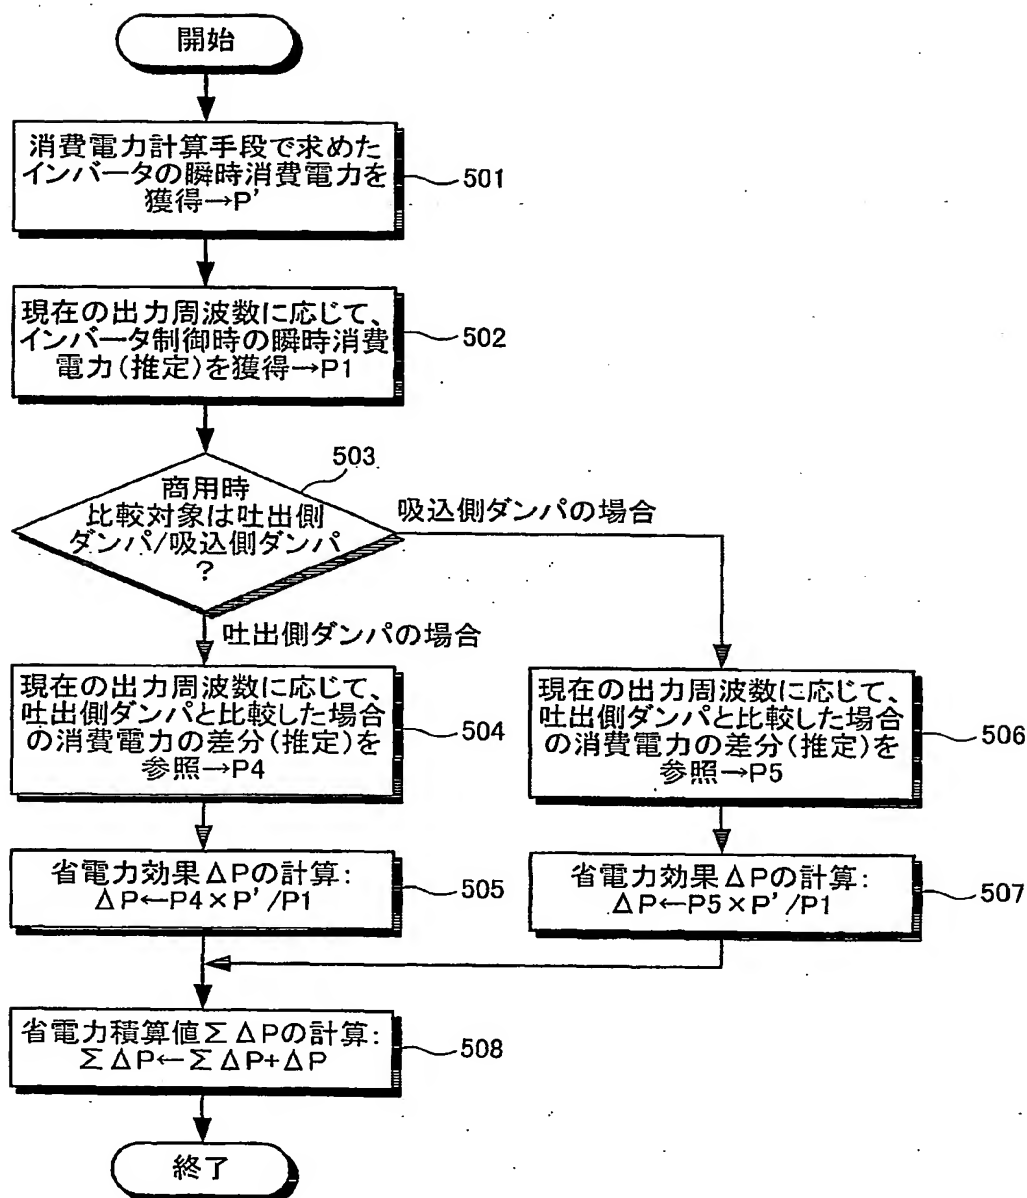 開始
消費電力計算手段で求めた
インバータの瞬時消費電力を
獲得→P'
501
現在の出力周波数に応じて、
インバータ制御時の瞬時消費
電力(推定)を獲得→P1
502
503
商用時
比較対象は吐出側
ダンパ/吸込側ダンパ
?
吸込側ダンパの場合
吐出側ダンパの場合
現在の出力周波数に応じて、
吐出側ダンパと比較した場合
の消費電力の差分(推定)を
参照→P4
504
現在の出力周波数に応じて、
吐出側ダンパと比較した場合
の消費電力の差分(推定)を
参照→P5
506
省電力効果ΔPの計算:
ΔP←P4×P'/P1
505
省電力効果ΔPの計算:
ΔP←P5×P'/P1
507
省電力積算値ΣΔPの計算:
ΣΔP←ΣΔP+ΔP
508
終了